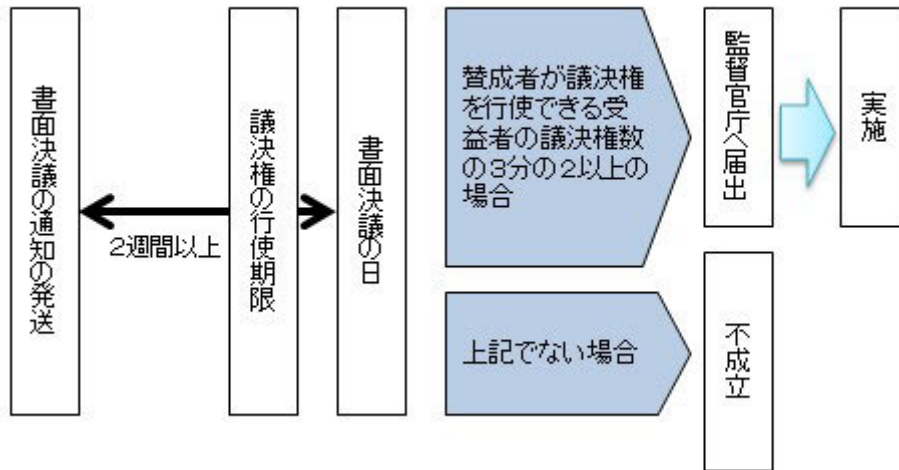 書面決議の通知の発送
2週間以上
議決権の行使期限
書面決議の日
賛成者が議決権
を行使できる受
益者の議決権数
の3分の2以上の
場合
監督官庁へ届出
実施
上記でない場合
不成立